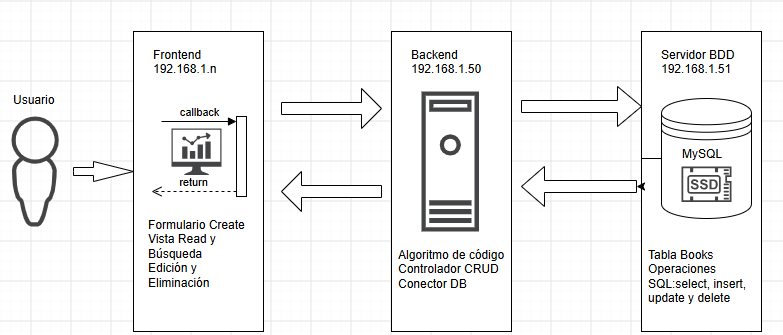 Usuario
Frontend
192.168.1.n
callback
return
Formulario Create
Vista Read y
Búsqueda
Edición y
Eliminación
Backend
192.168.1.50
Algoritmo de código
Controlador CRUD
Conector DB
Servidor BDD
192.168.1.51
MySQL
SSD
Tabla Books
Operaciones
SQL:select, insert,
update y delete